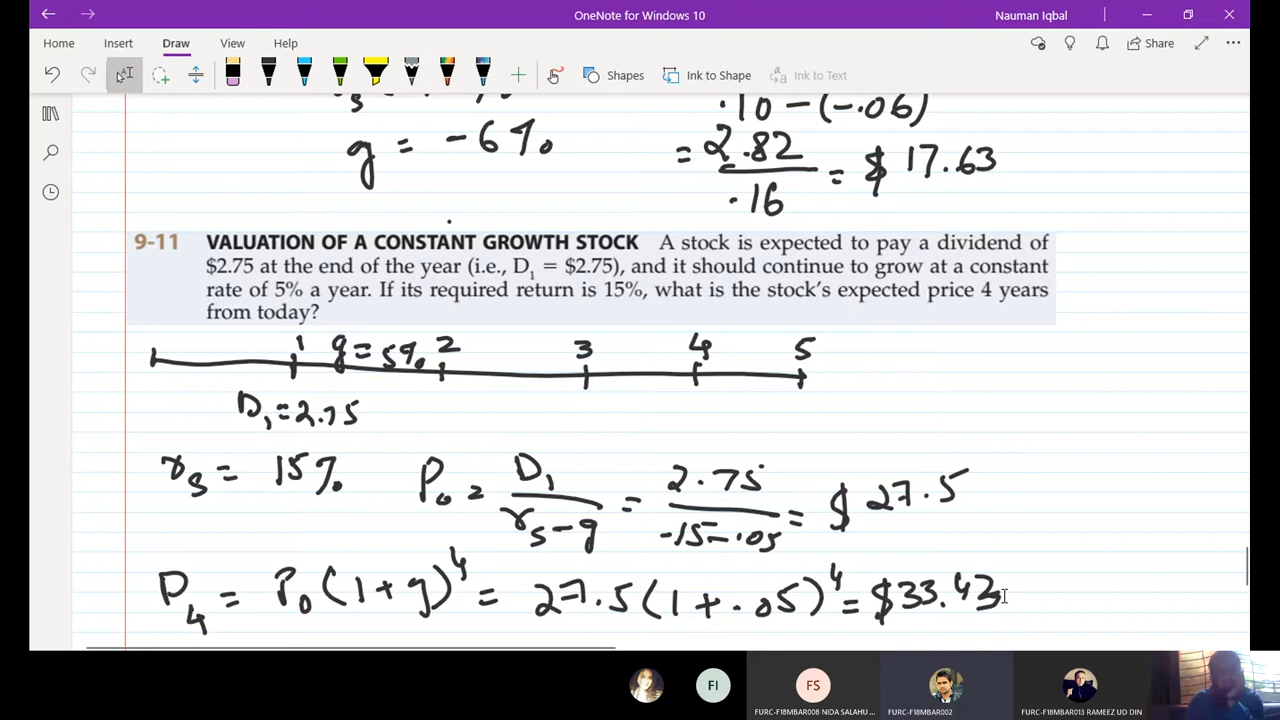 OneNote for Windows 10
Nauman Iqbal
Home Insert Draw View Help
Share
Shapes Ink to Shape Ink to Text
.10 - (-.06)
g = -6%
= 2.82 / .16 = $ 17.63
9-11 VALUATION OF A CONSTANT GROWTH STOCK A stock is expected to pay a dividend of
$2.75 at the end of the year (i.e., D₁ = $2.75), and it should continue to grow at a constant
rate of 5% a year. If its required return is 15%, what is the stock's expected price 4 years
from today?
1 g = 5% 2 3 4 5
D₁ = 2.75
rₛ = 15% P₀ = D₁ / rₛ - g = 2.75 / .15 - .05 = $ 27.5
P₄ = P₀ (1 + g)⁴ = 27.5 (1 + .05)⁴ = $33.43
FI
FS
FURC-F18MBAR008 NIDA SALAHU ...
FURC-F18MBAR002
FURC-F18MBAR013 RAMEEZ UD DIN